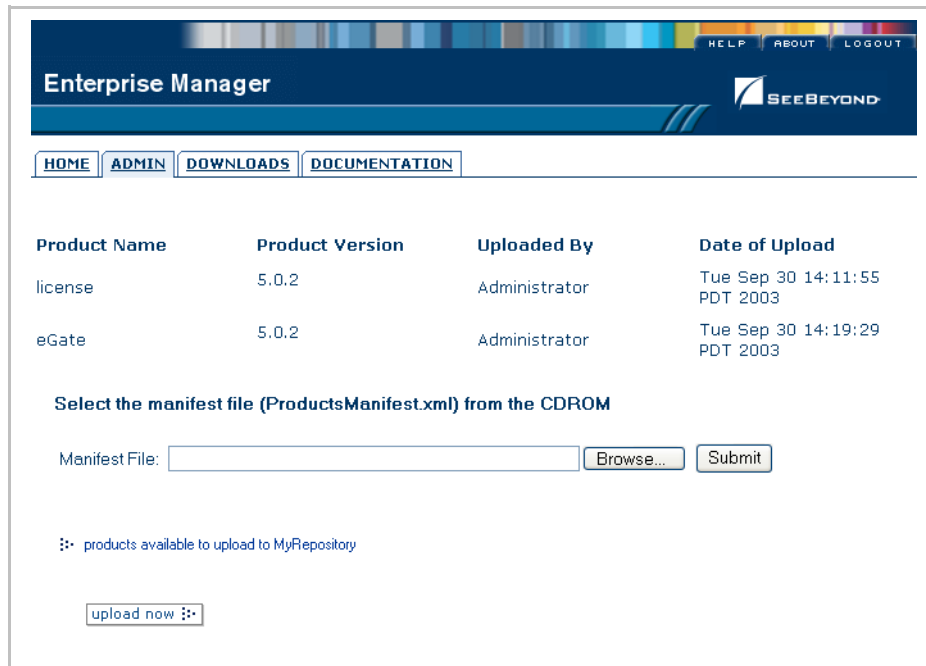 HELP ABOUT LOGOUT
Enterprise Manager
SEEBEYOND
HOME ADMIN DOWNLOADS DOCUMENTATION
Product Name Product Version Uploaded By Date of Upload
license 5.0.2 Administrator Tue Sep 30 14:11:55
PDT 2003
eGate 5.0.2 Administrator Tue Sep 30 14:19:29
PDT 2003
Select the manifest file (ProductsManifest.xml) from the CDROM
Manifest File: Browse... Submit
products available to upload to MyRepository
upload now